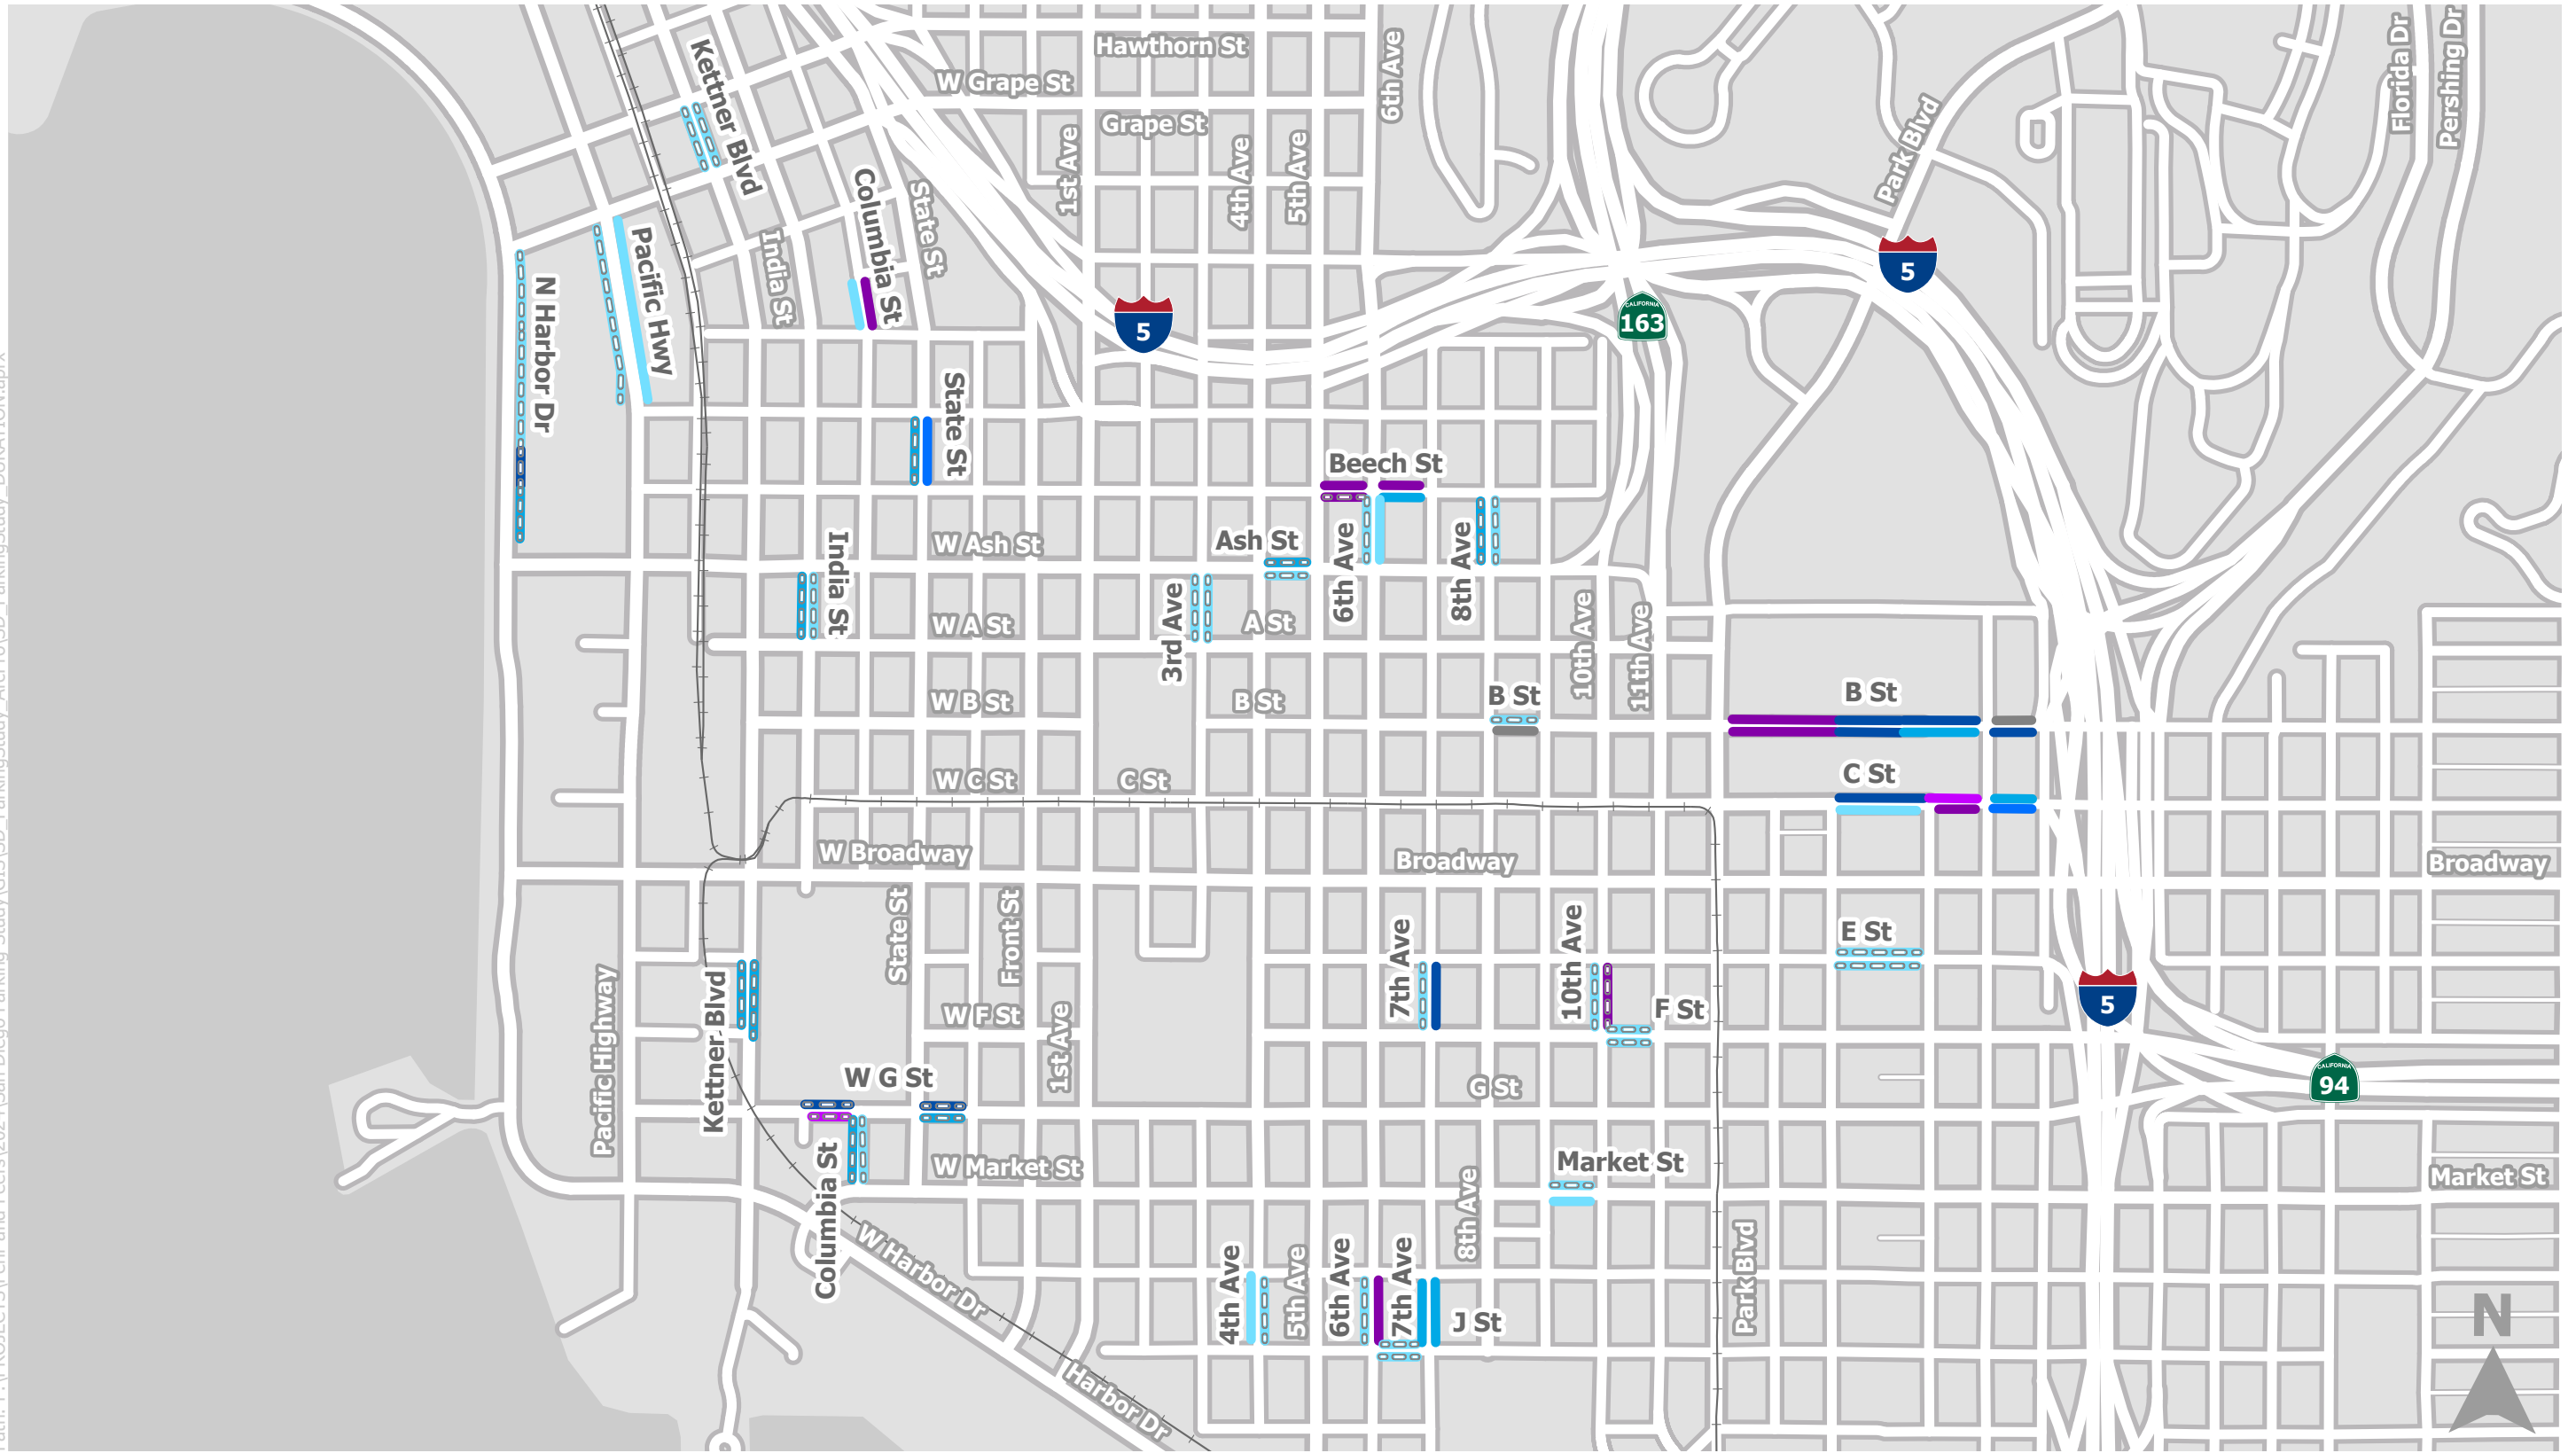 Hawthorn St
W Grape St
Grape St
Kettner Blvd
6th Ave
Florida Dr
Pershing Dr
Park Blvd
1st Ave
4th Ave
5th Ave
Columbia St
State St
India St
Pacific Hwy
N Harbor Dr
5
5
CALIFORNIA
163
State St
Beech St
W Ash St
Ash St
6th Ave
8th Ave
India St
W A St
3rd Ave
A St
10th Ave
11th Ave
W B St
B St
B St
B St
W C St
C St
C St
W Broadway
Broadway
Broadway
State St
Front St
7th Ave
10th Ave
E St
Pacific Highway
Kettner Blvd
W F St
1st Ave
F St
5
W G St
G St
CALIFORNIA
94
Columbia St
W Market St
8th Ave
Market St
Market St
W Harbor Dr
4th Ave
5th Ave
6th Ave
7th Ave
J St
Park Blvd
Harbor Dr
N